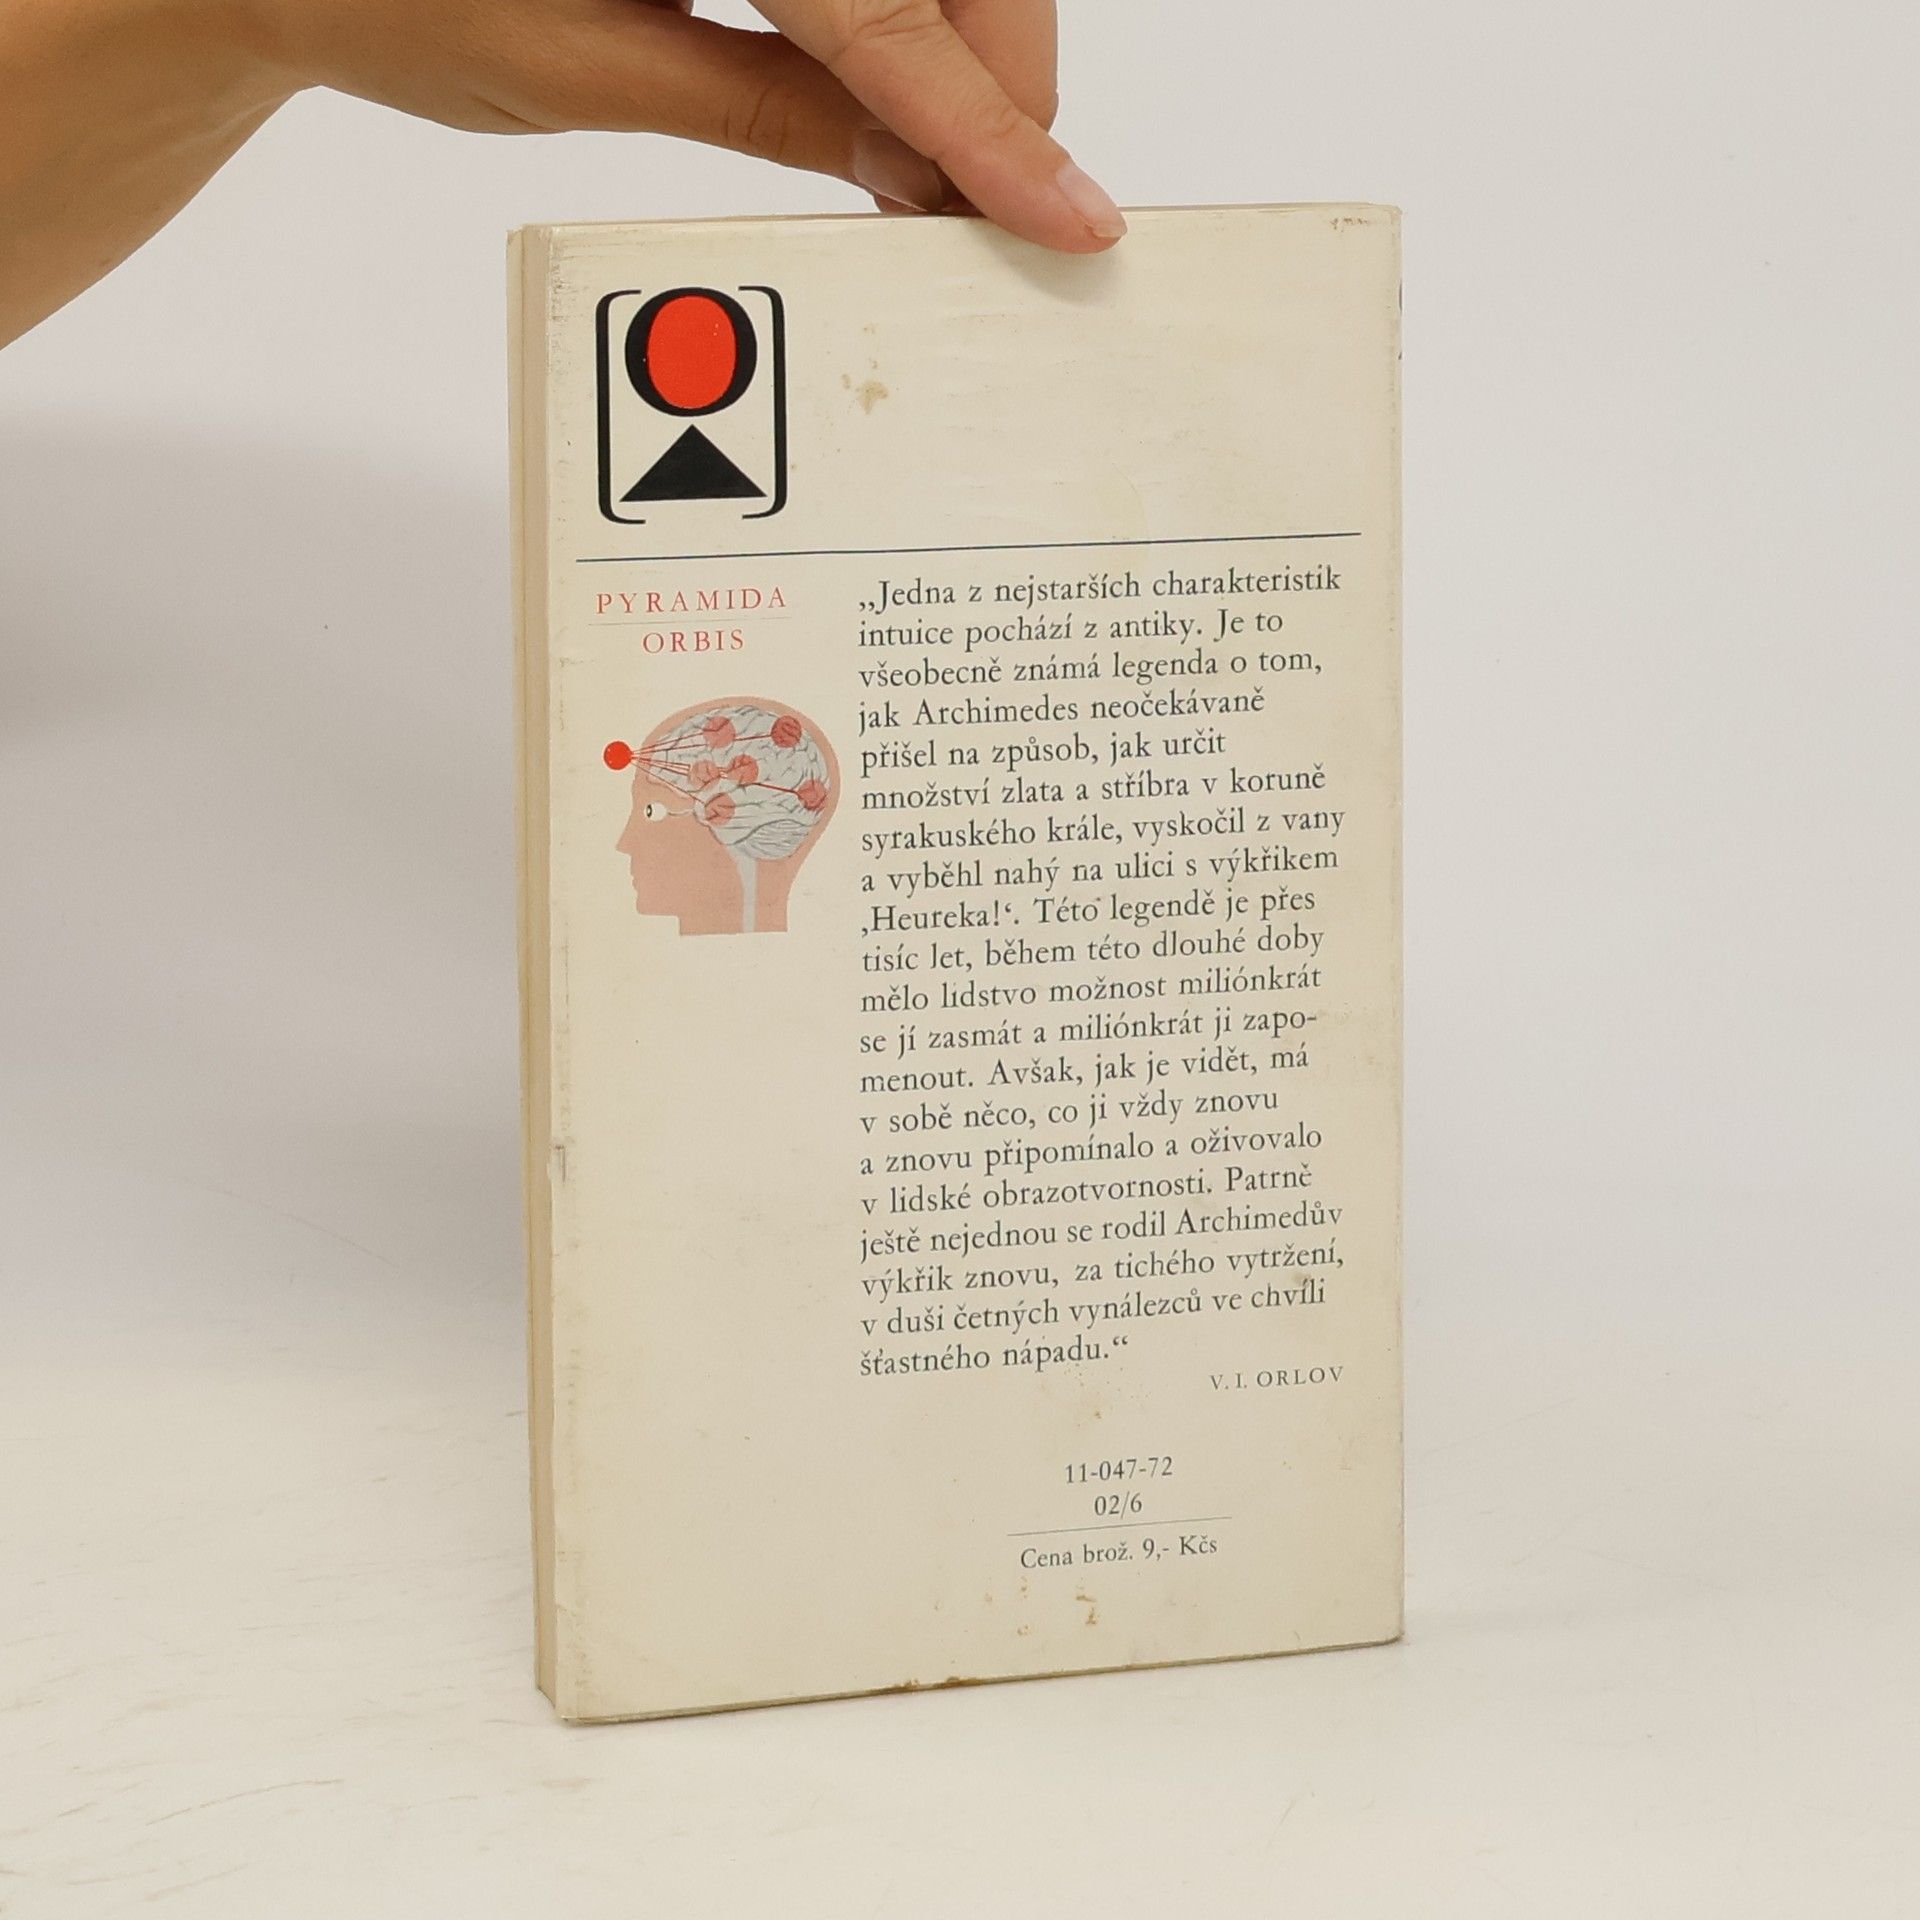 PYRAMIDA
ORBIS
„Jedna z nejstarších charakteristik
intuice pochází z antiky. Je to
všeobecně známá legenda o tom,
jak Archimedes neočekávaně
přišel na způsob, jak určit
množství zlata a stříbra v koruně
syrakuského krále, vyskočil z vany
a vyběhl nahý na ulici s výkřikem
‚Heureka!‘. Této legendě je přes
tisíc let, během této dlouhé doby
mělo lidstvo možnost miliónkrát
se jí zasmát a miliónkrát ji zapo-
menout. Avšak, jak je vidět, má
v sobě něco, co ji vždy znovu
a znovu připomínalo a oživovalo
v lidské obrazotvornosti. Patrně
ještě nejednou se rodil Archimedův
výkřik znovu, za tichého vytržení,
v duši četných vynálezců ve chvíli
šťastného nápadu.“
V. I. ORLOV
11-047-72
02/6
Cena brož. 9,- Kčs